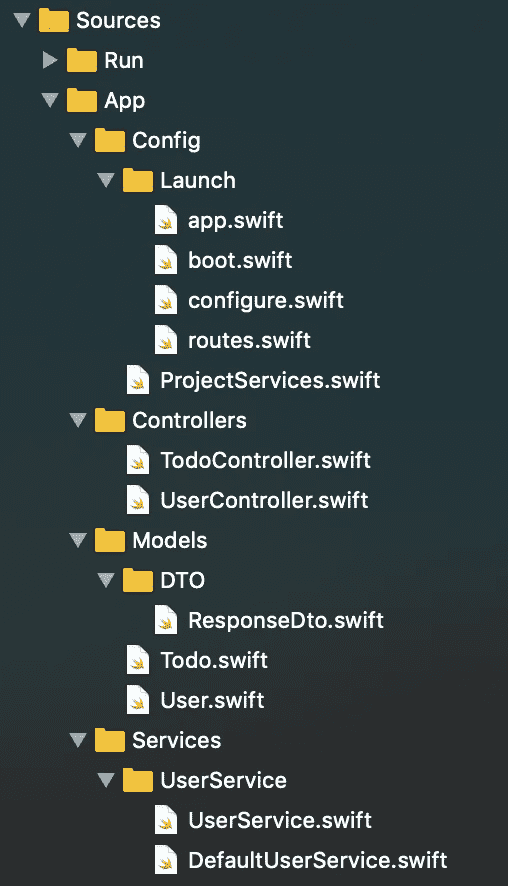 Sources
Run
App
Config
Launch
app.swift
boot.swift
configure.swift
routes.swift
ProjectServices.swift
Controllers
TodoController.swift
UserController.swift
Models
DTO
ResponseDto.swift
Todo.swift
User.swift
Services
UserService
UserService.swift
DefaultUserService.swift